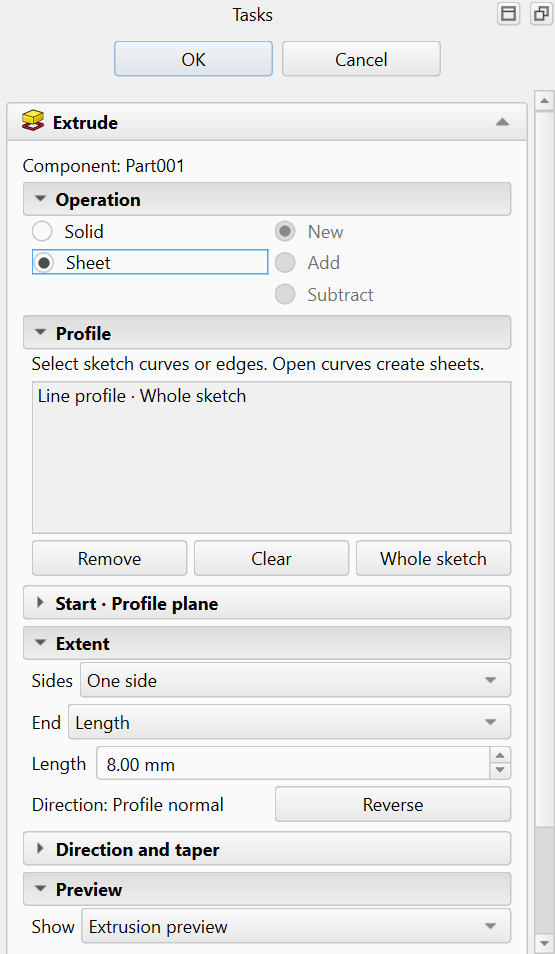 Tasks
OK Cancel
Extrude
Component: Part001
Operation
Solid New
Sheet Add
Subtract
Profile
Select sketch curves or edges. Open curves create sheets.
Line profile · Whole sketch
Remove Clear Whole sketch
Start · Profile plane
Extent
Sides One side
End Length
Length 8.00 mm
Direction: Profile normal Reverse
Direction and taper
Preview
Show Extrusion preview